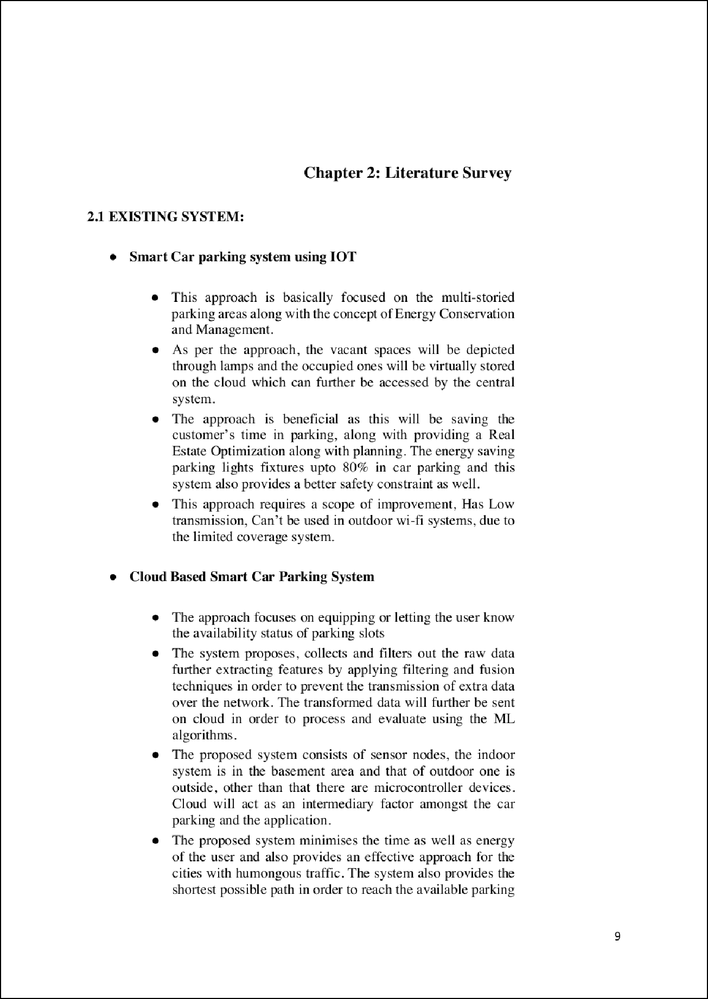 Chapter 2: Literature Survey
2.1 EXISTING SYSTEM:
● Smart Car parking system using IOT
● This approach is basically focused on the multi-storied
parking areas along with the concept of Energy Conservation
and Management.
● As per the approach, the vacant spaces will be depicted
through lamps and the occupied ones will be virtually stored
on the cloud which can further be accessed by the central
system.
● The approach is beneficial as this will be saving the
customer’s time in parking, along with providing a Real
Estate Optimization along with planning. The energy saving
parking lights fixtures upto 80% in car parking and this
system also provides a better safety constraint as well.
● This approach requires a scope of improvement, Has Low
transmission, Can’t be used in outdoor wi-fi systems, due to
the limited coverage system.
● Cloud Based Smart Car Parking System
● The approach focuses on equipping or letting the user know
the availability status of parking slots
● The system proposes, collects and filters out the raw data
further extracting features by applying filtering and fusion
techniques in order to prevent the transmission of extra data
over the network. The transformed data will further be sent
on cloud in order to process and evaluate using the ML
algorithms.
● The proposed system consists of sensor nodes, the indoor
system is in the basement area and that of outdoor one is
outside, other than that there are microcontroller devices.
Cloud will act as an intermediary factor amongst the car
parking and the application.
● The proposed system minimises the time as well as energy
of the user and also provides an effective approach for the
cities with humongous traffic. The system also provides the
shortest possible path in order to reach the available parking
9